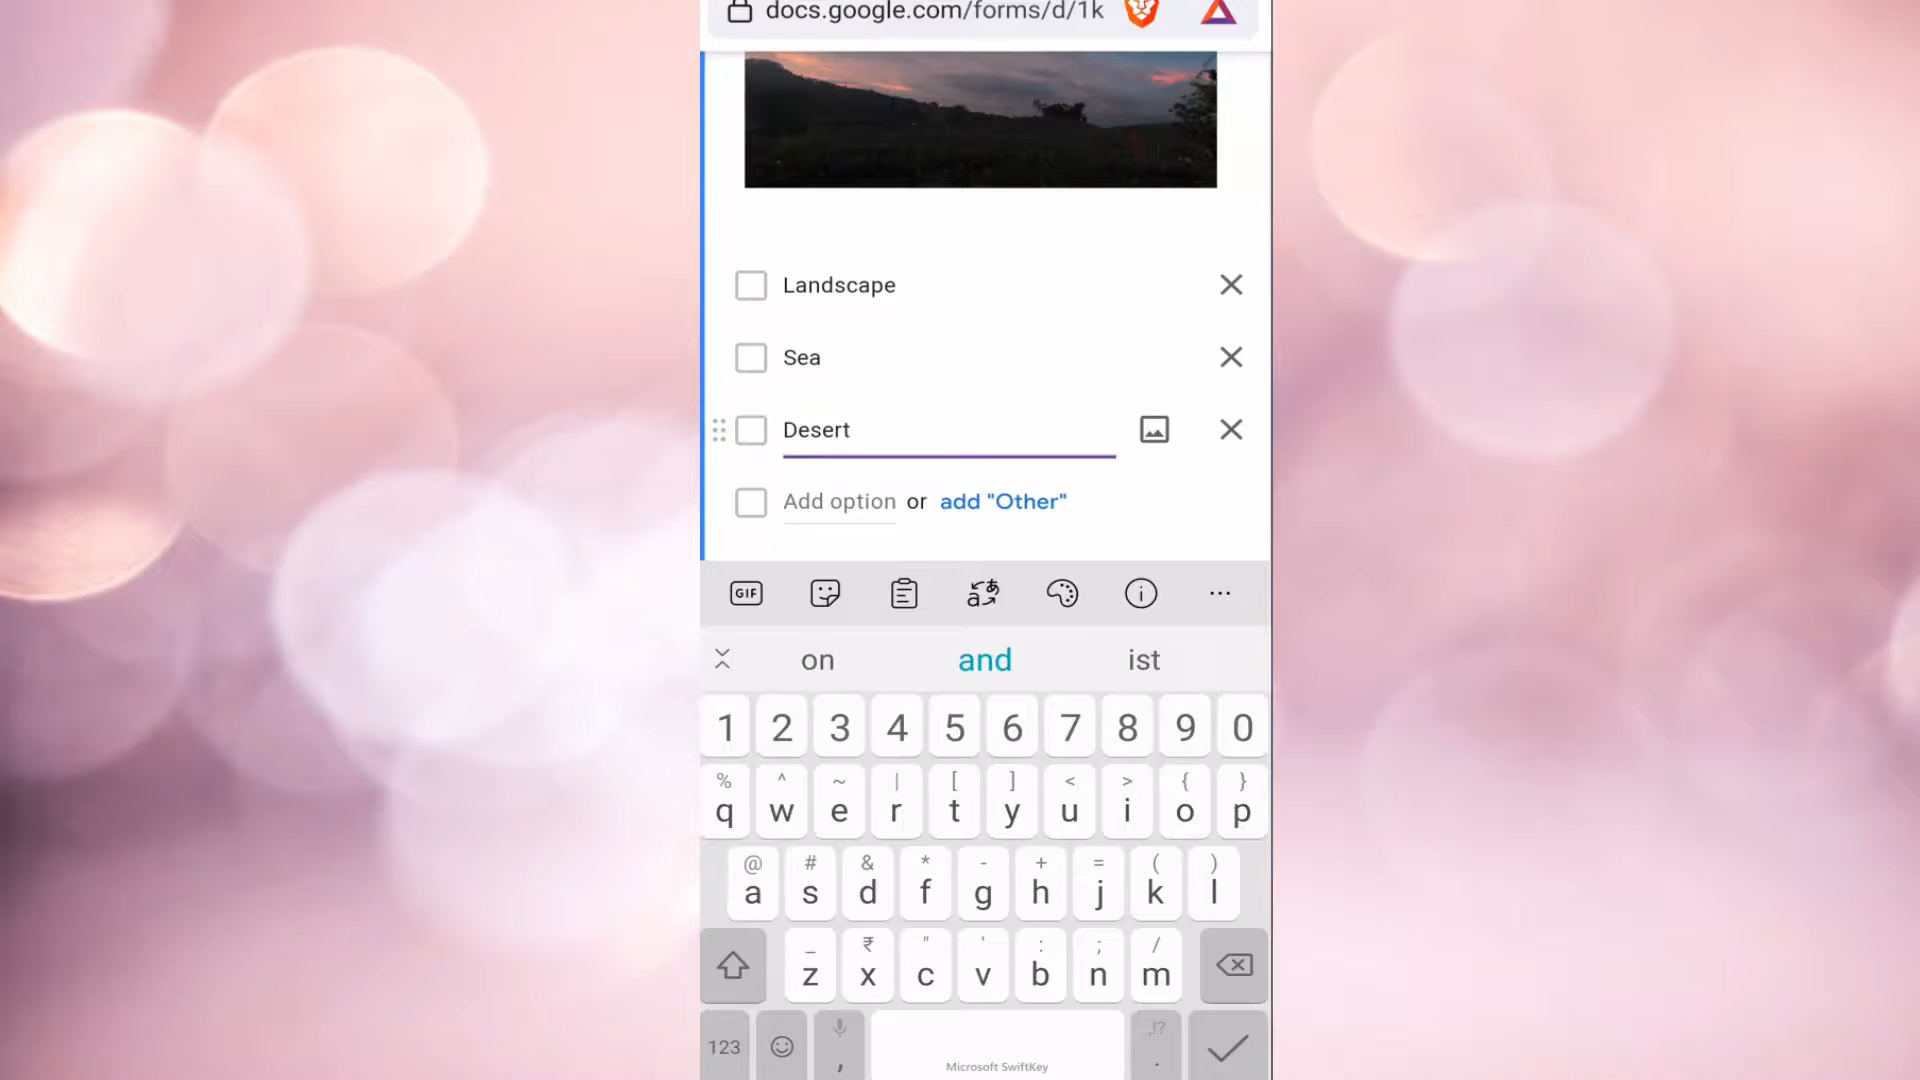 docs.google.com/forms/d/1k
Landscape
Sea
Desert
Add option or add "Other"
GIF
on and ist
1 2 3 4 5 6 7 8 9 0
% ^ ~ | [ ] < > { }
q w e r t y u i o p
@ # & * - + = ( )
a s d f g h j k l
_ ₹ " ' : ; /
z x c v b n m
123 , Microsoft SwiftKey ,!? .